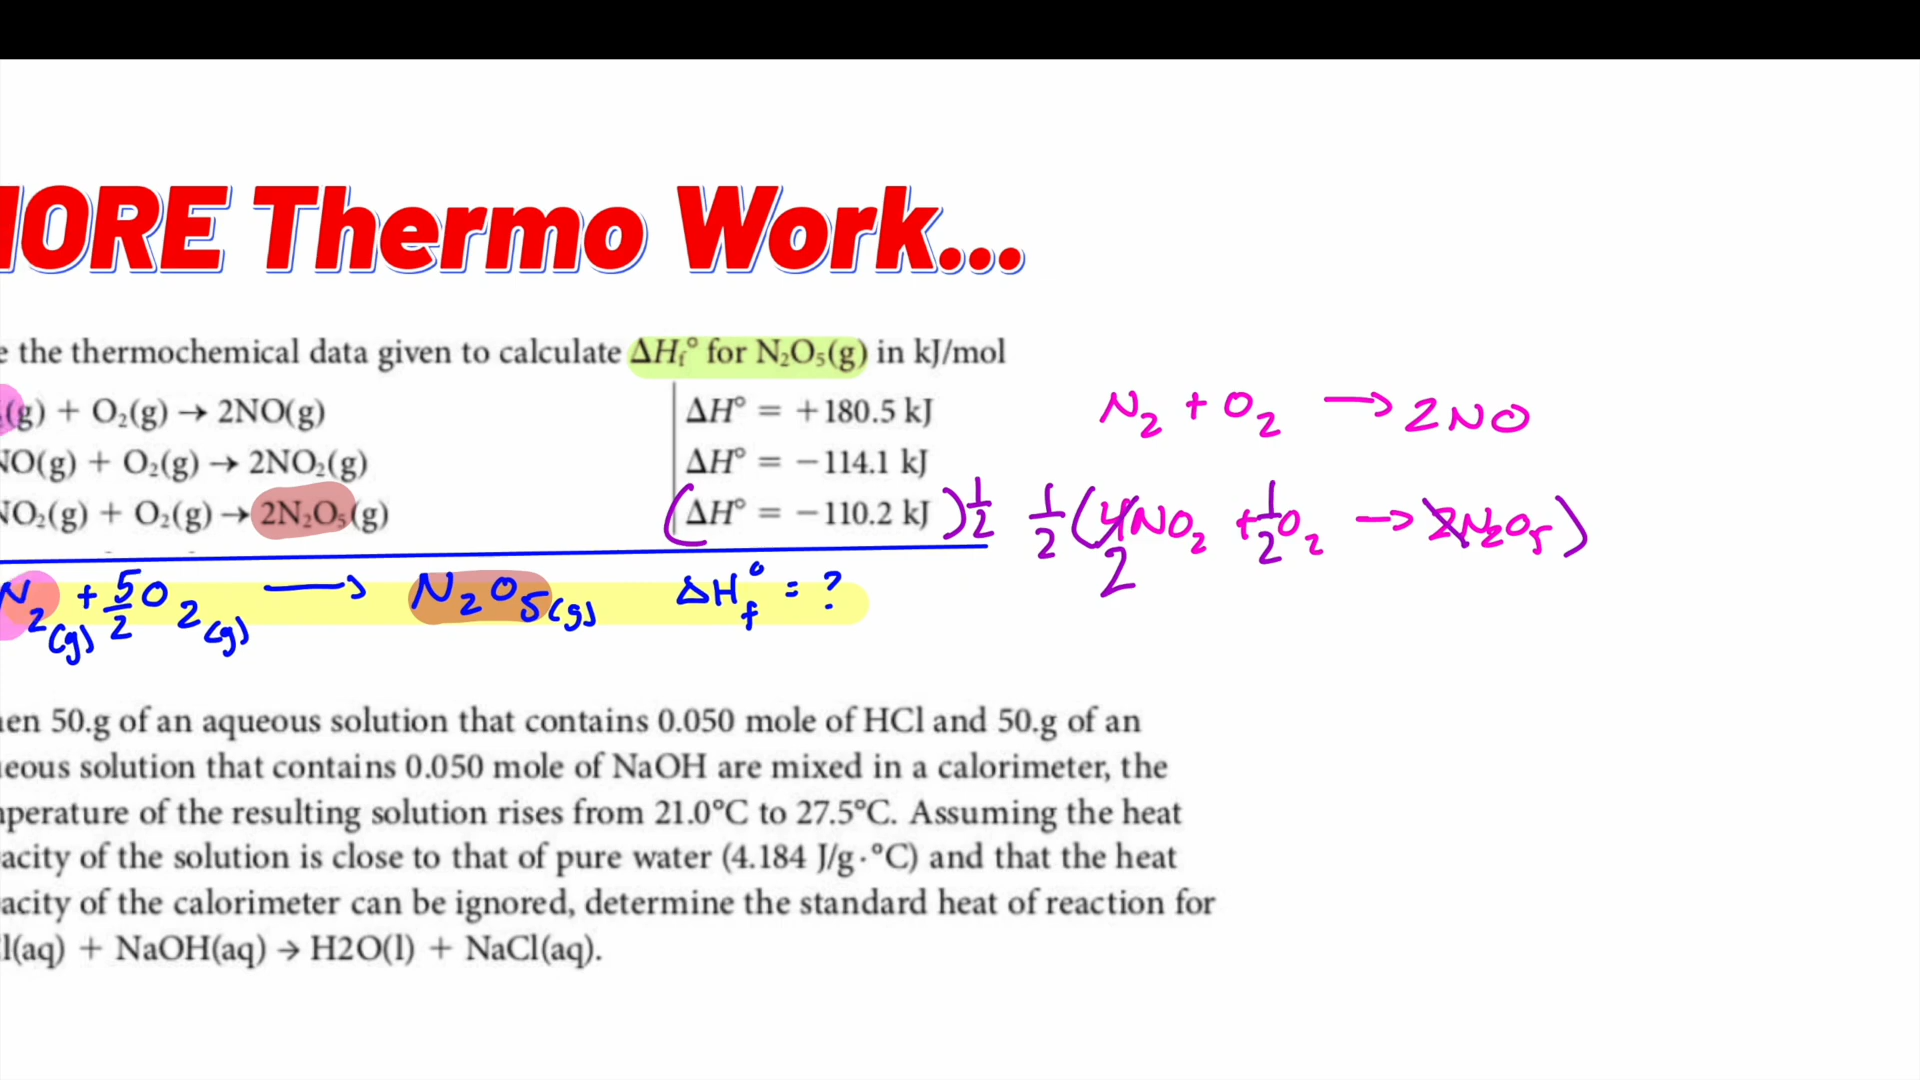 MORE Thermo Work...
e the thermochemical data given to calculate ΔHf° for N₂O₅(g) in kJ/mol
(g) + O₂(g) → 2NO(g) ΔH° = +180.5 kJ
NO(g) + O₂(g) → 2NO₂(g) ΔH° = −114.1 kJ
NO₂(g) + O₂(g) → 2N₂O₅(g) (ΔH° = −110.2 kJ)½
N₂(g) + 5/2 O₂(g) → N₂O₅(g) ΔHf° = ?
N₂ + O₂ → 2NO
½(4NO₂ + ½O₂ → 2N₂O₅)
2
en 50.g of an aqueous solution that contains 0.050 mole of HCl and 50.g of an
eous solution that contains 0.050 mole of NaOH are mixed in a calorimeter, the
perature of the resulting solution rises from 21.0°C to 27.5°C. Assuming the heat
acity of the solution is close to that of pure water (4.184 J/g·°C) and that the heat
acity of the calorimeter can be ignored, determine the standard heat of reaction for
l(aq) + NaOH(aq) → H2O(l) + NaCl(aq).